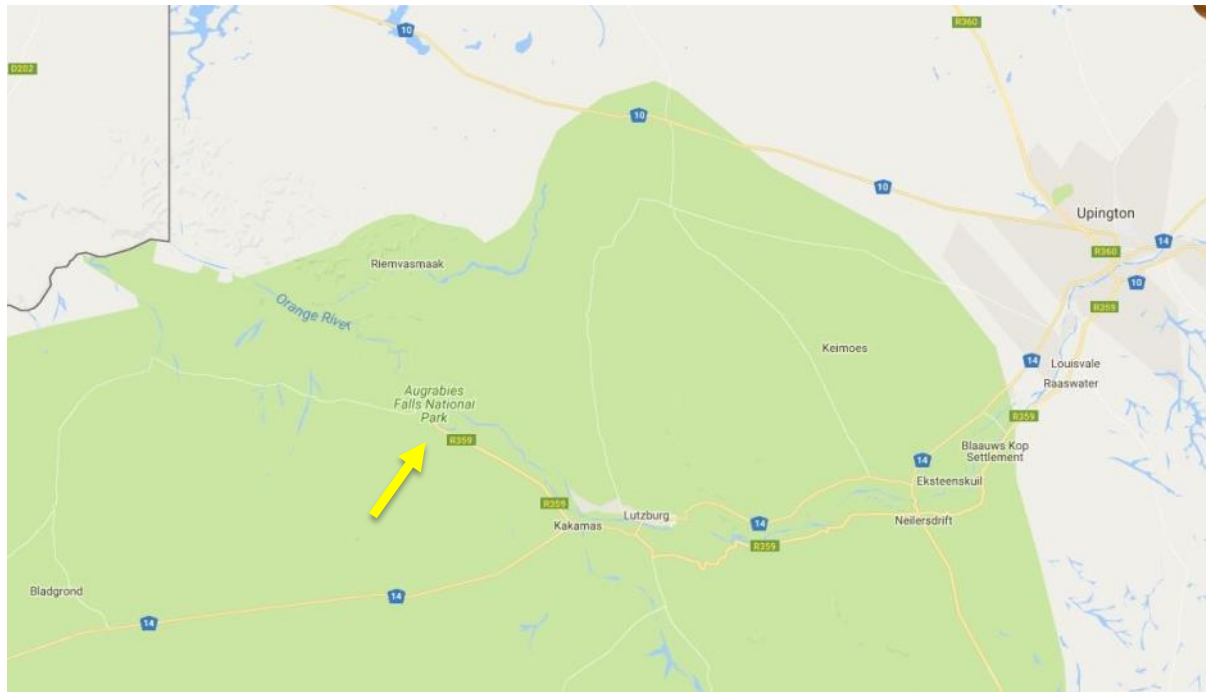 10
R360
D202
10
10
Upington
14
R360
10
R359
Riemvasmaak
Orange River
Keimoes
14
Louisvale
Raaswater
Augrabies
Falls National
Park
R359
R359
Blaauws Kop
Settlement
14
Eksteenskuil
R359
Lutzburg
14
Neilersdrift
Kakamas
R359
Bladgrond
14
14